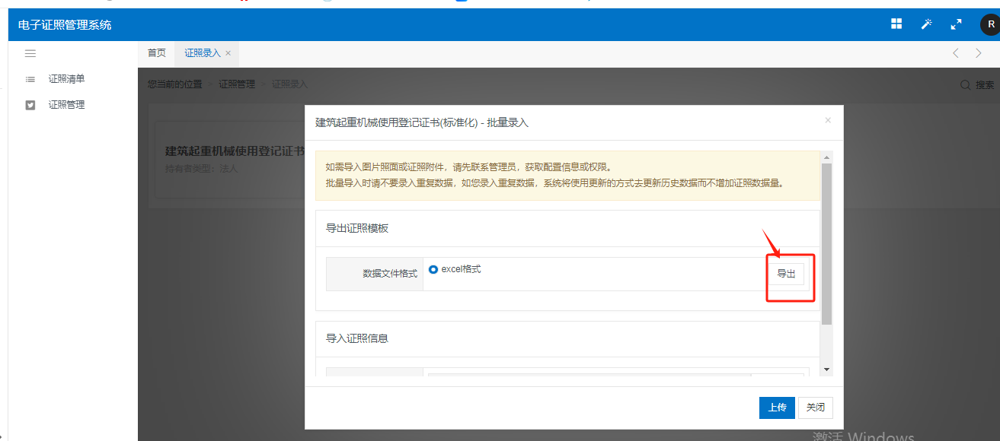 电子证照管理系统
R
首页 证照录入 ×
证照清单
证照管理
您当前的位置 > 证照管理 > 证照录入
搜索
建筑起重机械使用登记证书(标准化) - 批量录入 ×
建筑起重机械使用登记证书
持有者类型：法人
如需导入图片照面或证照附件，请先联系管理员，获取配置信息或权限。
批量导入时请不要录入重复数据，如您录入重复数据，系统将使用更新的方式去更新历史数据而不增加证照数据量。
导出证照模板
数据文件格式 excel格式 导出
导入证照信息
上传 关闭
激活 Windows